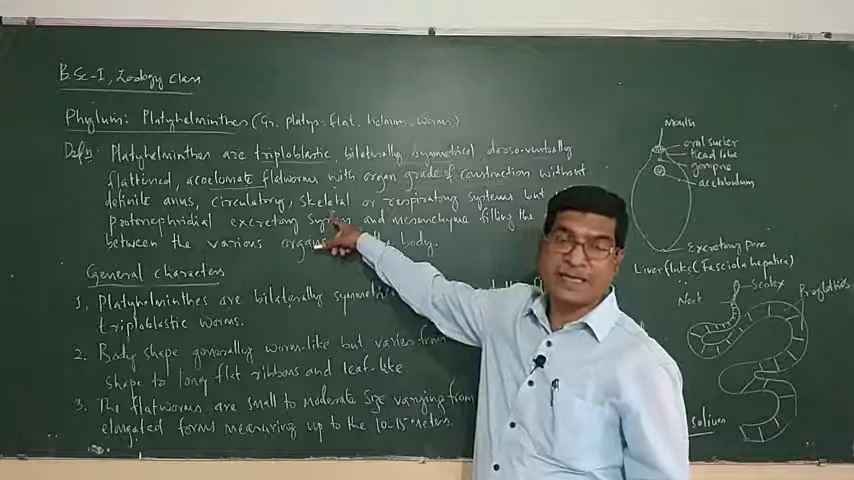 B.Sc-I, Zoology class
Phylum: Platyhelminthes (Gr. platys-flat, helmins-worms)
Defn: Platyhelminthes are triploblastic, bilaterally symmetrical, dorso-ventrally
flattened, acoelomate flatworms with organ grade of construction without
definite anus, circulatory, skeletal or respiratory systems but
protonephridial excretory system and mesenchyme filling the
between the various organs the body.
General characters
1, Platyhelminthes are bilaterally
triploblastic worms.
2. Body shape generally worm-like but varies from
shape to long flat ribbons and leaf-like
3. The flatworms are small to moderate size varying from
elongated forms measuring up to the 10-15 meters.
Mouth
oral sucker
head lobe
gonopore
acetabulum
Excretory pore
Liverfluke (Fasciola hepatica)
Neck
Scolex
Proglottides
solium